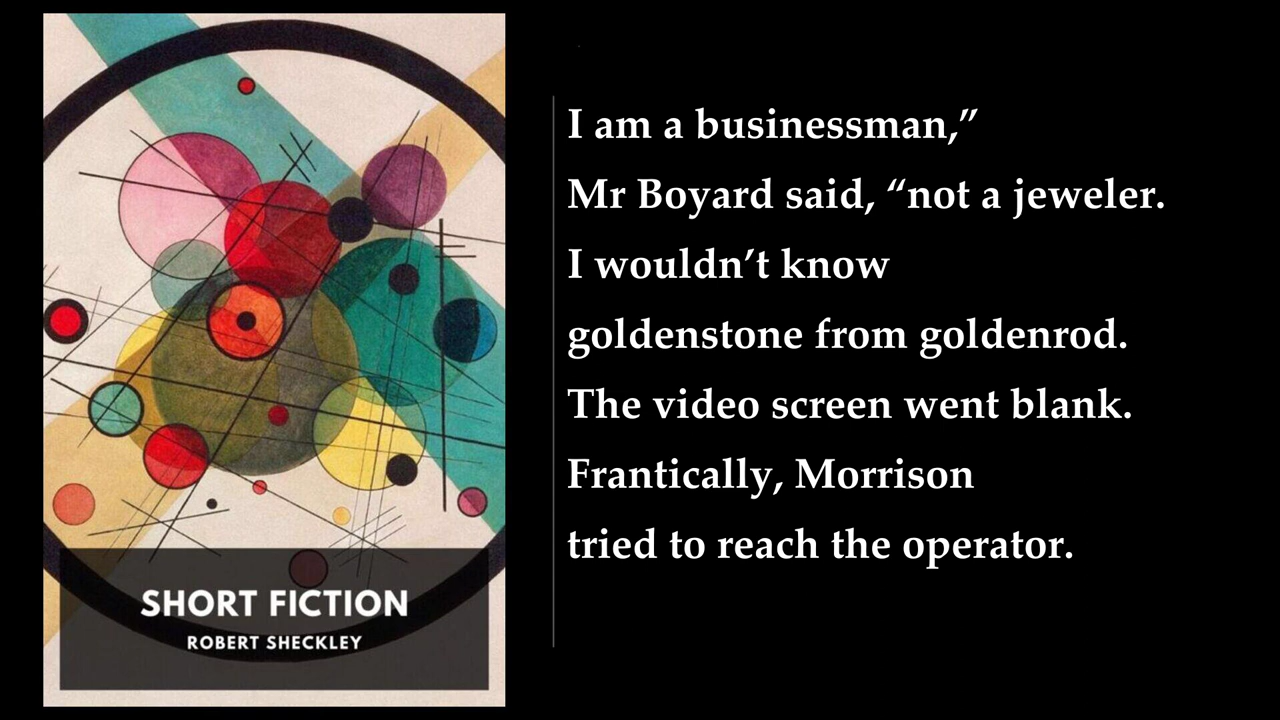 SHORT FICTION
ROBERT SHECKLEY
I am a businessman,”
Mr Boyard said, “not a jeweler.
I wouldn’t know
goldenstone from goldenrod.
The video screen went blank.
Frantically, Morrison
tried to reach the operator.